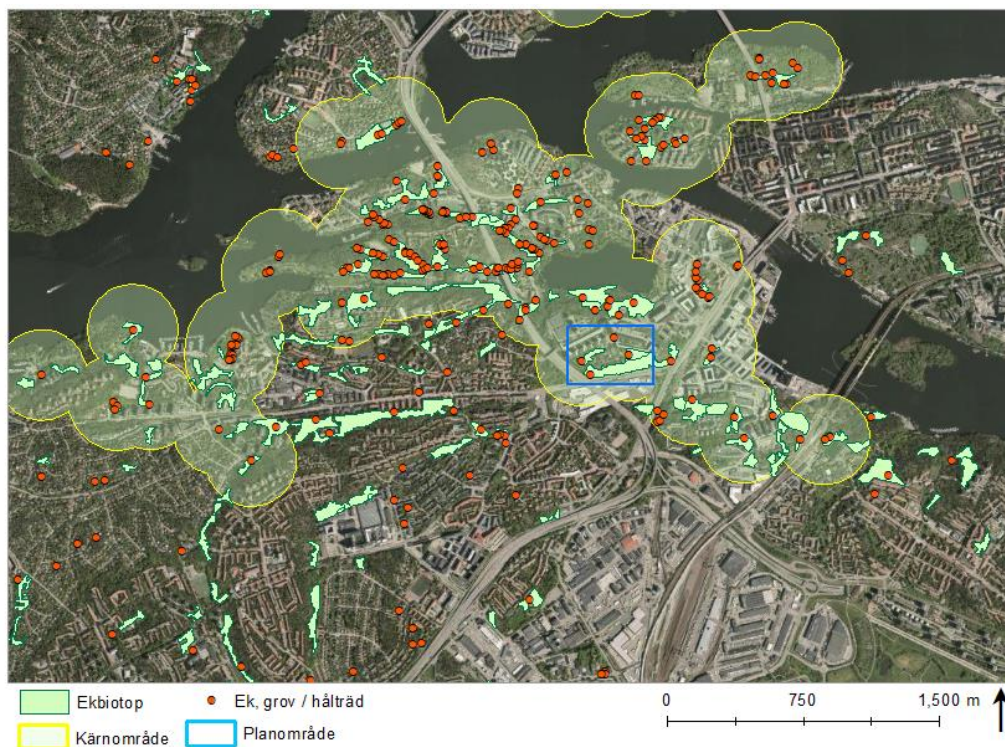 Ekbiotop
Ek, grov / hålträd
Kärnområde
Planområde
0 750 1,500 m